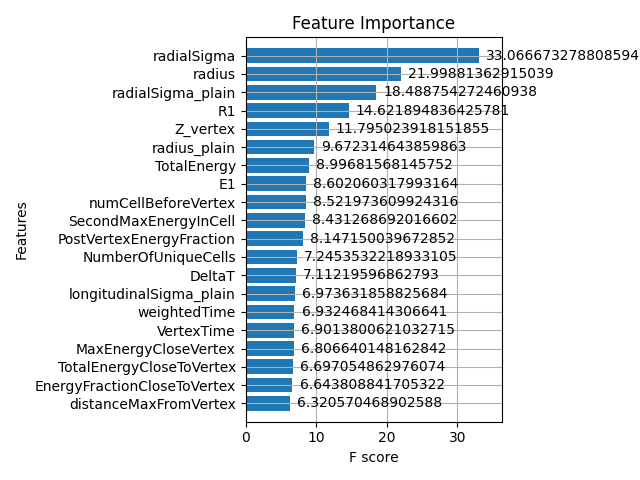 Feature Importance
Features
radialSigma 33.066673278808594
radius 21.99881362915039
radialSigma_plain 18.488754272460938
R1 14.621894836425781
Z_vertex 11.795023918151855
radius_plain 9.672314643859863
TotalEnergy 8.99681568145752
E1 8.602060317993164
numCellBeforeVertex 8.521973609924316
SecondMaxEnergyInCell 8.431268692016602
PostVertexEnergyFraction 8.147150039672852
NumberOfUniqueCells 7.2453532218933105
DeltaT 7.11219596862793
longitudinalSigma_plain 6.973631858825684
weightedTime 6.932468414306641
VertexTime 6.9013800621032715
MaxEnergyCloseVertex 6.806640148162842
TotalEnergyCloseToVertex 6.697054862976074
EnergyFractionCloseToVertex 6.643808841705322
distanceMaxFromVertex 6.320570468902588
0 10 20 30
F score